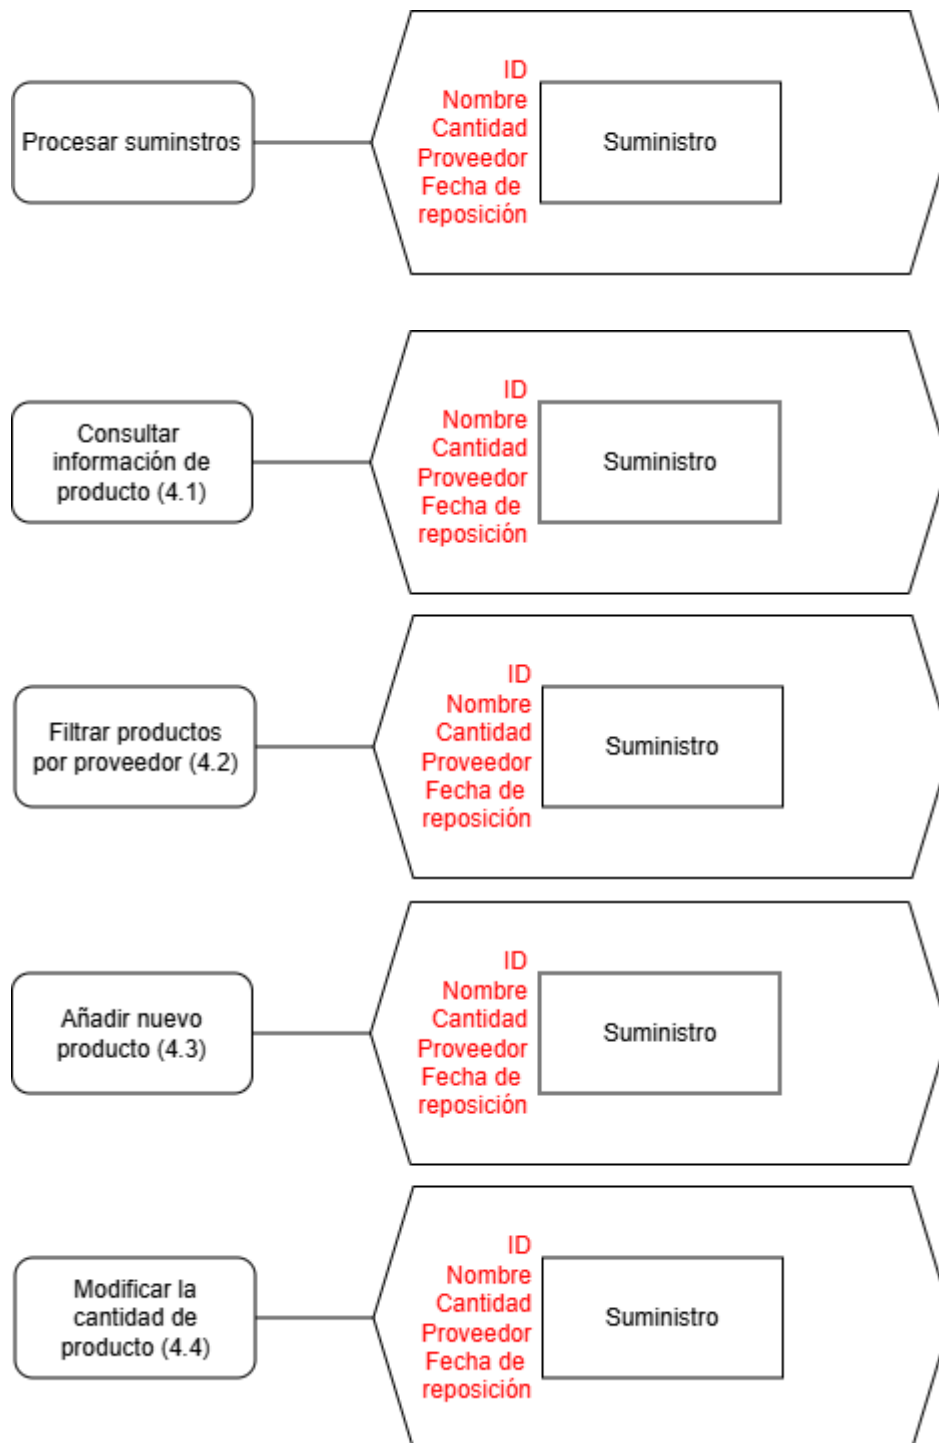 Procesar suminstros
ID
Nombre
Cantidad
Proveedor
Fecha de
reposición
Suministro
Consultar
información de
producto (4.1)
ID
Nombre
Cantidad
Proveedor
Fecha de
reposición
Suministro
Filtrar productos
por proveedor (4.2)
ID
Nombre
Cantidad
Proveedor
Fecha de
reposición
Suministro
Añadir nuevo
producto (4.3)
ID
Nombre
Cantidad
Proveedor
Fecha de
reposición
Suministro
Modificar la
cantidad de
producto (4.4)
ID
Nombre
Cantidad
Proveedor
Fecha de
reposición
Suministro